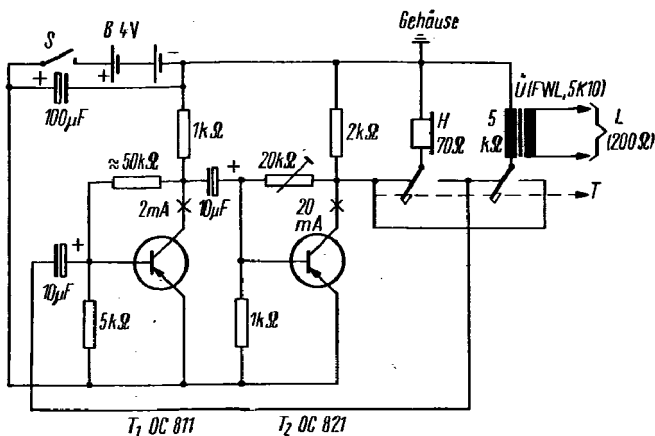 Gehäuse
S
B 4V
+
−
Ü(FWL, 5K10)
+
100µF
1kΩ
2kΩ
H
70Ω
5
kΩ
L
(200Ω)
≈50kΩ
+
20kΩ
2mA
10µF
20
mA
T
+
10µF
5kΩ
1kΩ
T1 OC 811
T2 OC 821